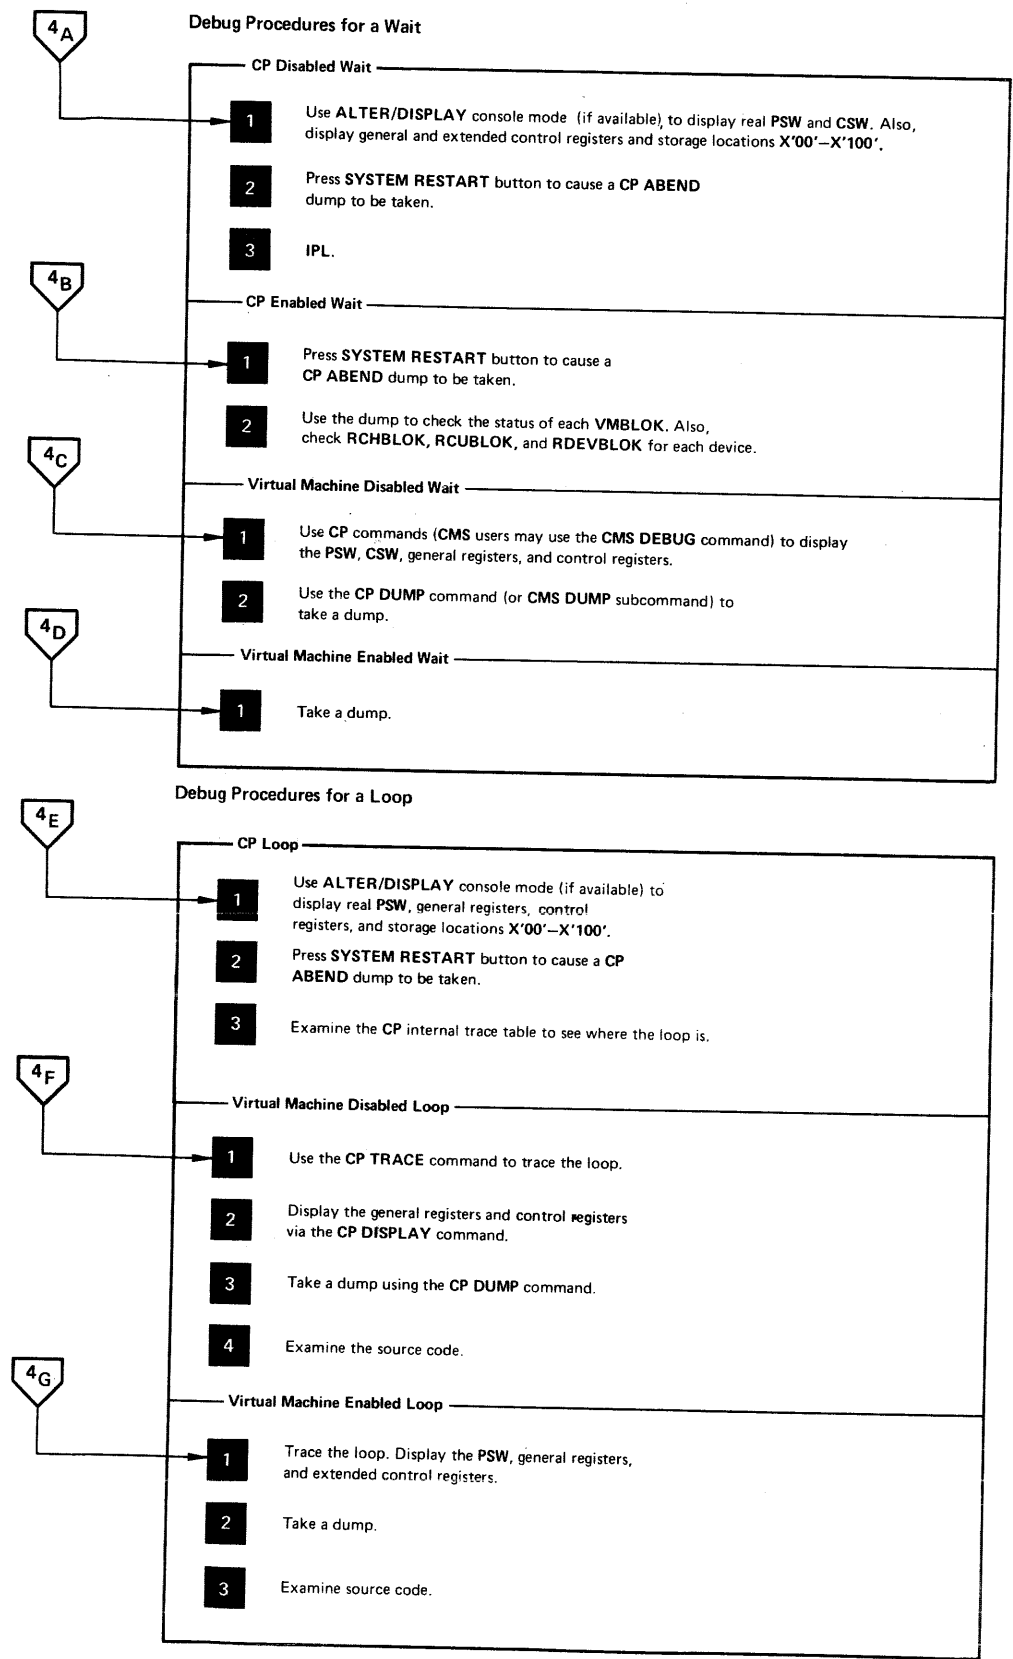 4A
Debug Procedures for a Wait
CP Disabled Wait
1
Use ALTER/DISPLAY console mode (if available), to display real PSW and CSW. Also,
display general and extended control registers and storage locations X'00'–X'100'.
2
Press SYSTEM RESTART button to cause a CP ABEND
dump to be taken.
3
IPL.
4B
CP Enabled Wait
1
Press SYSTEM RESTART button to cause a
CP ABEND dump to be taken.
2
Use the dump to check the status of each VMBLOK. Also,
check RCHBLOK, RCUBLOK, and RDEVBLOK for each device.
4C
Virtual Machine Disabled Wait
1
Use CP commands (CMS users may use the CMS DEBUG command) to display
the PSW, CSW, general registers, and control registers.
2
Use the CP DUMP command (or CMS DUMP subcommand) to
take a dump.
4D
Virtual Machine Enabled Wait
1
Take a dump.
Debug Procedures for a Loop
4E
CP Loop
1
Use ALTER/DISPLAY console mode (if available) to
display real PSW, general registers, control
registers, and storage locations X'00'–X'100'.
2
Press SYSTEM RESTART button to cause a CP
ABEND dump to be taken.
3
Examine the CP internal trace table to see where the loop is.
4F
Virtual Machine Disabled Loop
1
Use the CP TRACE command to trace the loop.
2
Display the general registers and control registers
via the CP DISPLAY command.
3
Take a dump using the CP DUMP command.
4
Examine the source code.
4G
Virtual Machine Enabled Loop
1
Trace the loop. Display the PSW, general registers,
and extended control registers.
2
Take a dump.
3
Examine source code.